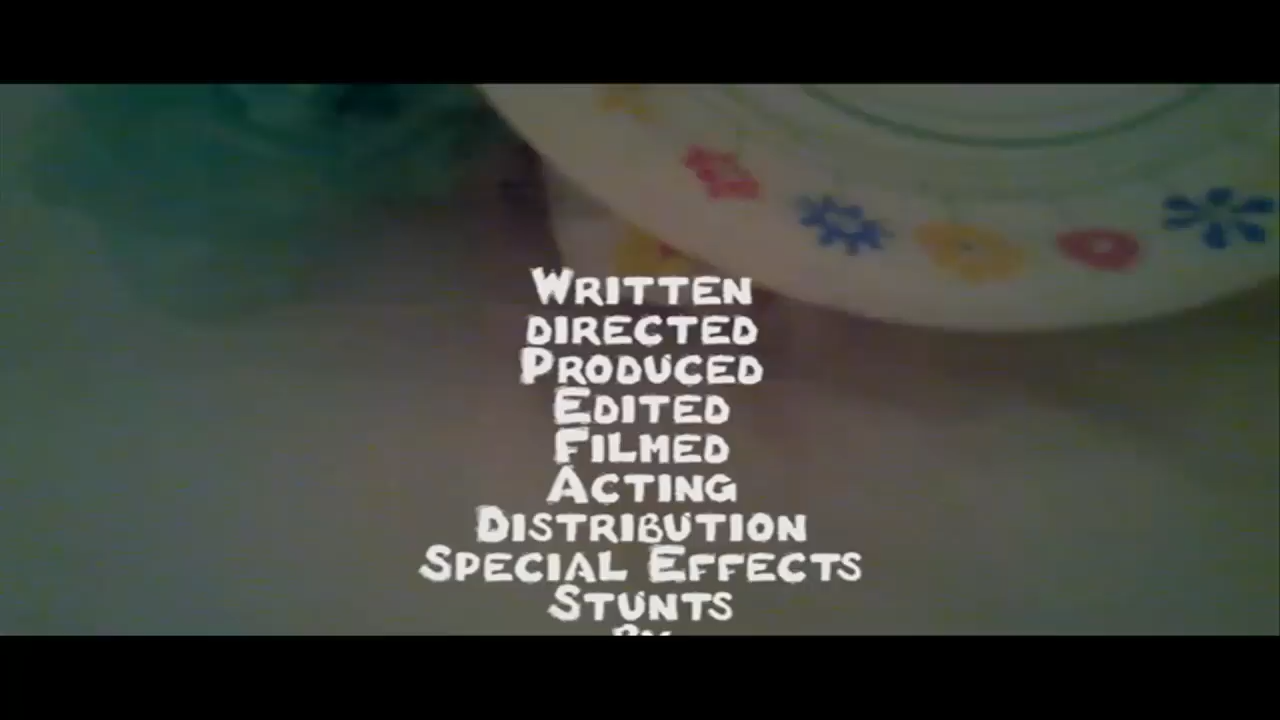 Written
directed
Produced
Edited
Filmed
Acting
Distribution
Special Effects
Stunts